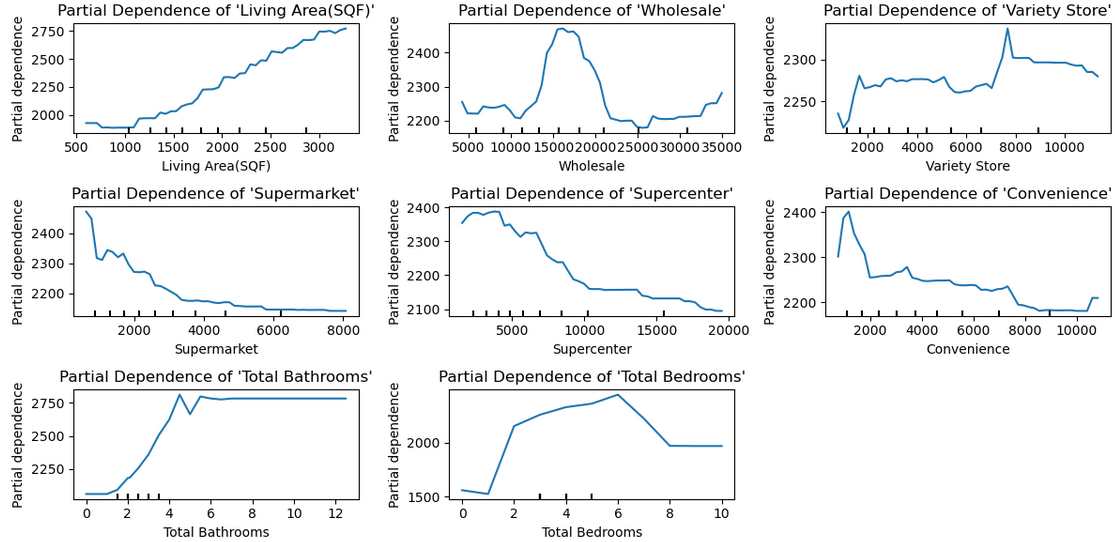 Partial Dependence of 'Living Area(SQF)'
Partial dependence
2750
2500
2250
2000
500 1000 1500 2000 2500 3000
Living Area(SQF)
Partial Dependence of 'Wholesale'
Partial dependence
2400
2300
2200
5000 10000 15000 20000 25000 30000 35000
Wholesale
Partial Dependence of 'Variety Store'
Partial dependence
2300
2250
2000 4000 6000 8000 10000
Variety Store
Partial Dependence of 'Supermarket'
Partial dependence
2400
2300
2200
2000 4000 6000 8000
Supermarket
Partial Dependence of 'Supercenter'
Partial dependence
2400
2300
2200
2100
5000 10000 15000 20000
Supercenter
Partial Dependence of 'Convenience'
Partial dependence
2400
2300
2200
2000 4000 6000 8000 10000
Convenience
Partial Dependence of 'Total Bathrooms'
Partial dependence
2750
2500
2250
0 2 4 6 8 10 12
Total Bathrooms
Partial Dependence of 'Total Bedrooms'
Partial dependence
2000
1500
0 2 4 6 8 10
Total Bedrooms